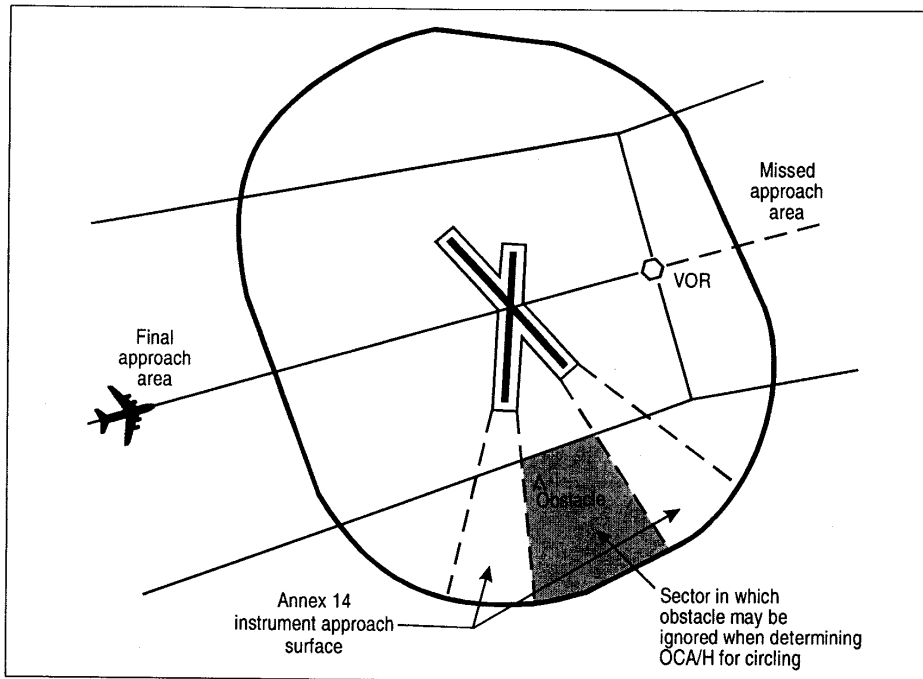 Missed
approach
area
VOR
Final
approach
area
Obstacle
Annex 14
instrument approach
surface
Sector in which
obstacle may be
ignored when determining
OCA/H for circling